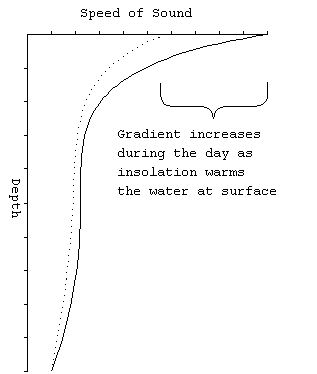 Speed of Sound
Gradient increases
during the day as
insolation warms
the water at surface
Depth